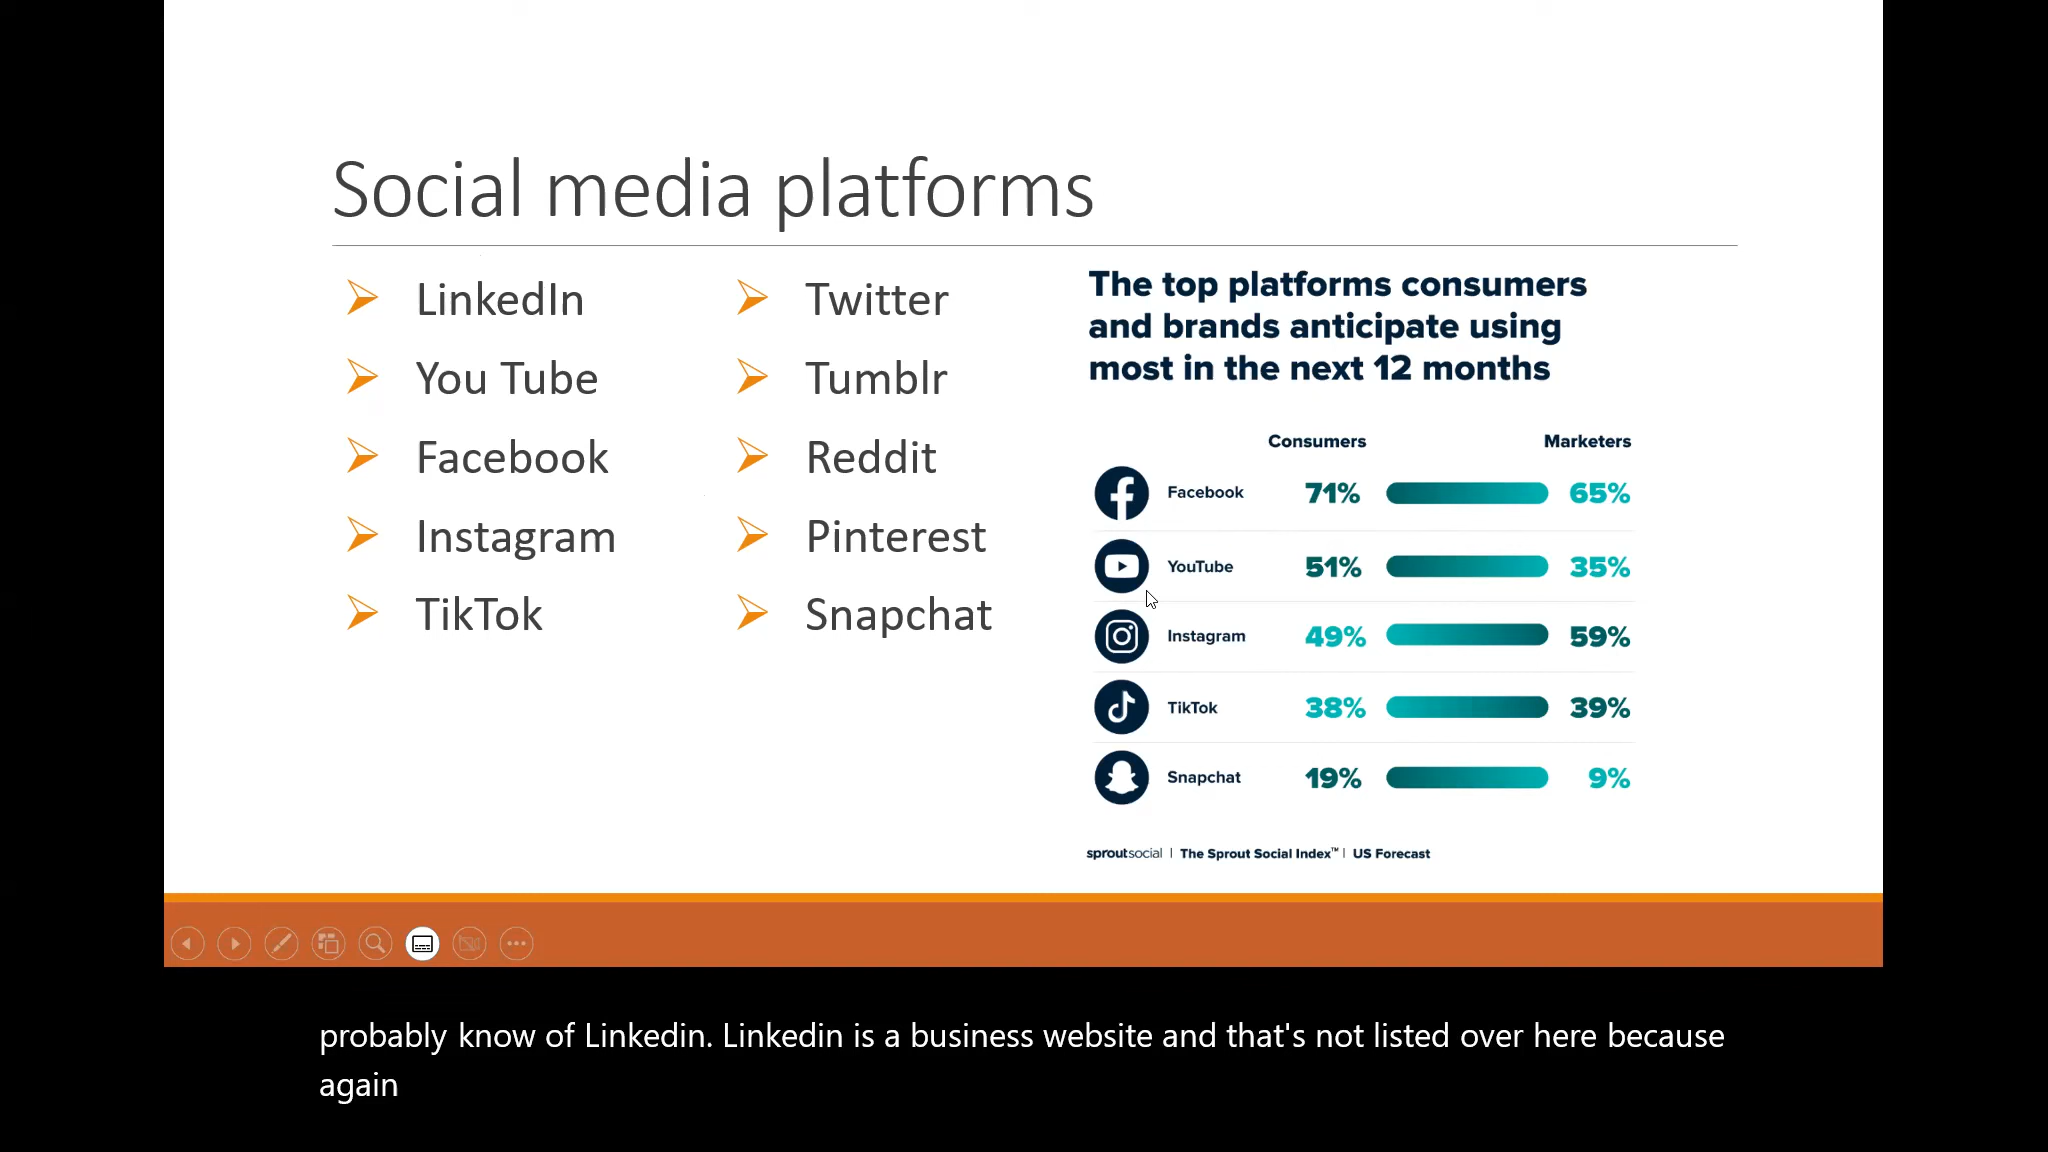 Social media platforms
LinkedIn
You Tube
Facebook
Instagram
TikTok
Twitter
Tumblr
Reddit
Pinterest
Snapchat
The top platforms consumers
and brands anticipate using
most in the next 12 months
Consumers Marketers
Facebook 71% 65%
YouTube 51% 35%
Instagram 49% 59%
TikTok 38% 39%
Snapchat 19% 9%
sproutsocial | The Sprout Social Index™ | US Forecast
probably know of Linkedin. Linkedin is a business website and that's not listed over here because
again